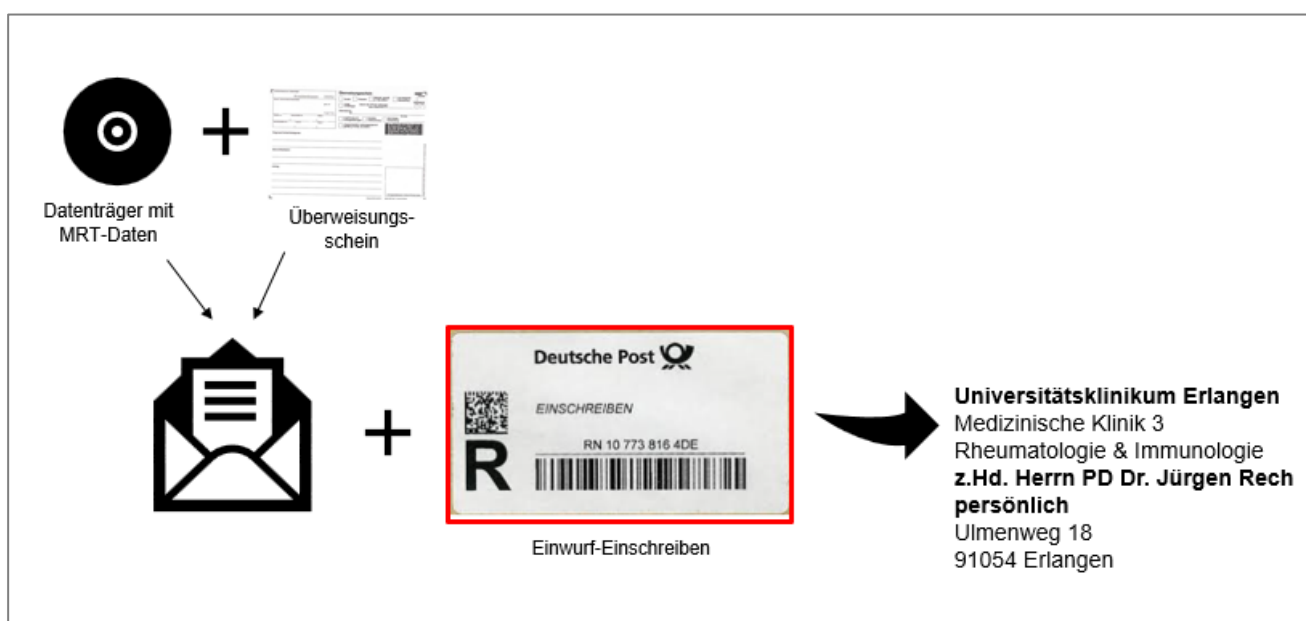 Datenträger mit
MRT-Daten
Überweisungs-
schein
Deutsche Post
EINSCHREIBEN
RN 10 773 816 4DE
R
Einwurf-Einschreiben
Universitätsklinikum Erlangen
Medizinische Klinik 3
Rheumatologie & Immunologie
z.Hd. Herrn PD Dr. Jürgen Rech
persönlich
Ulmenweg 18
91054 Erlangen